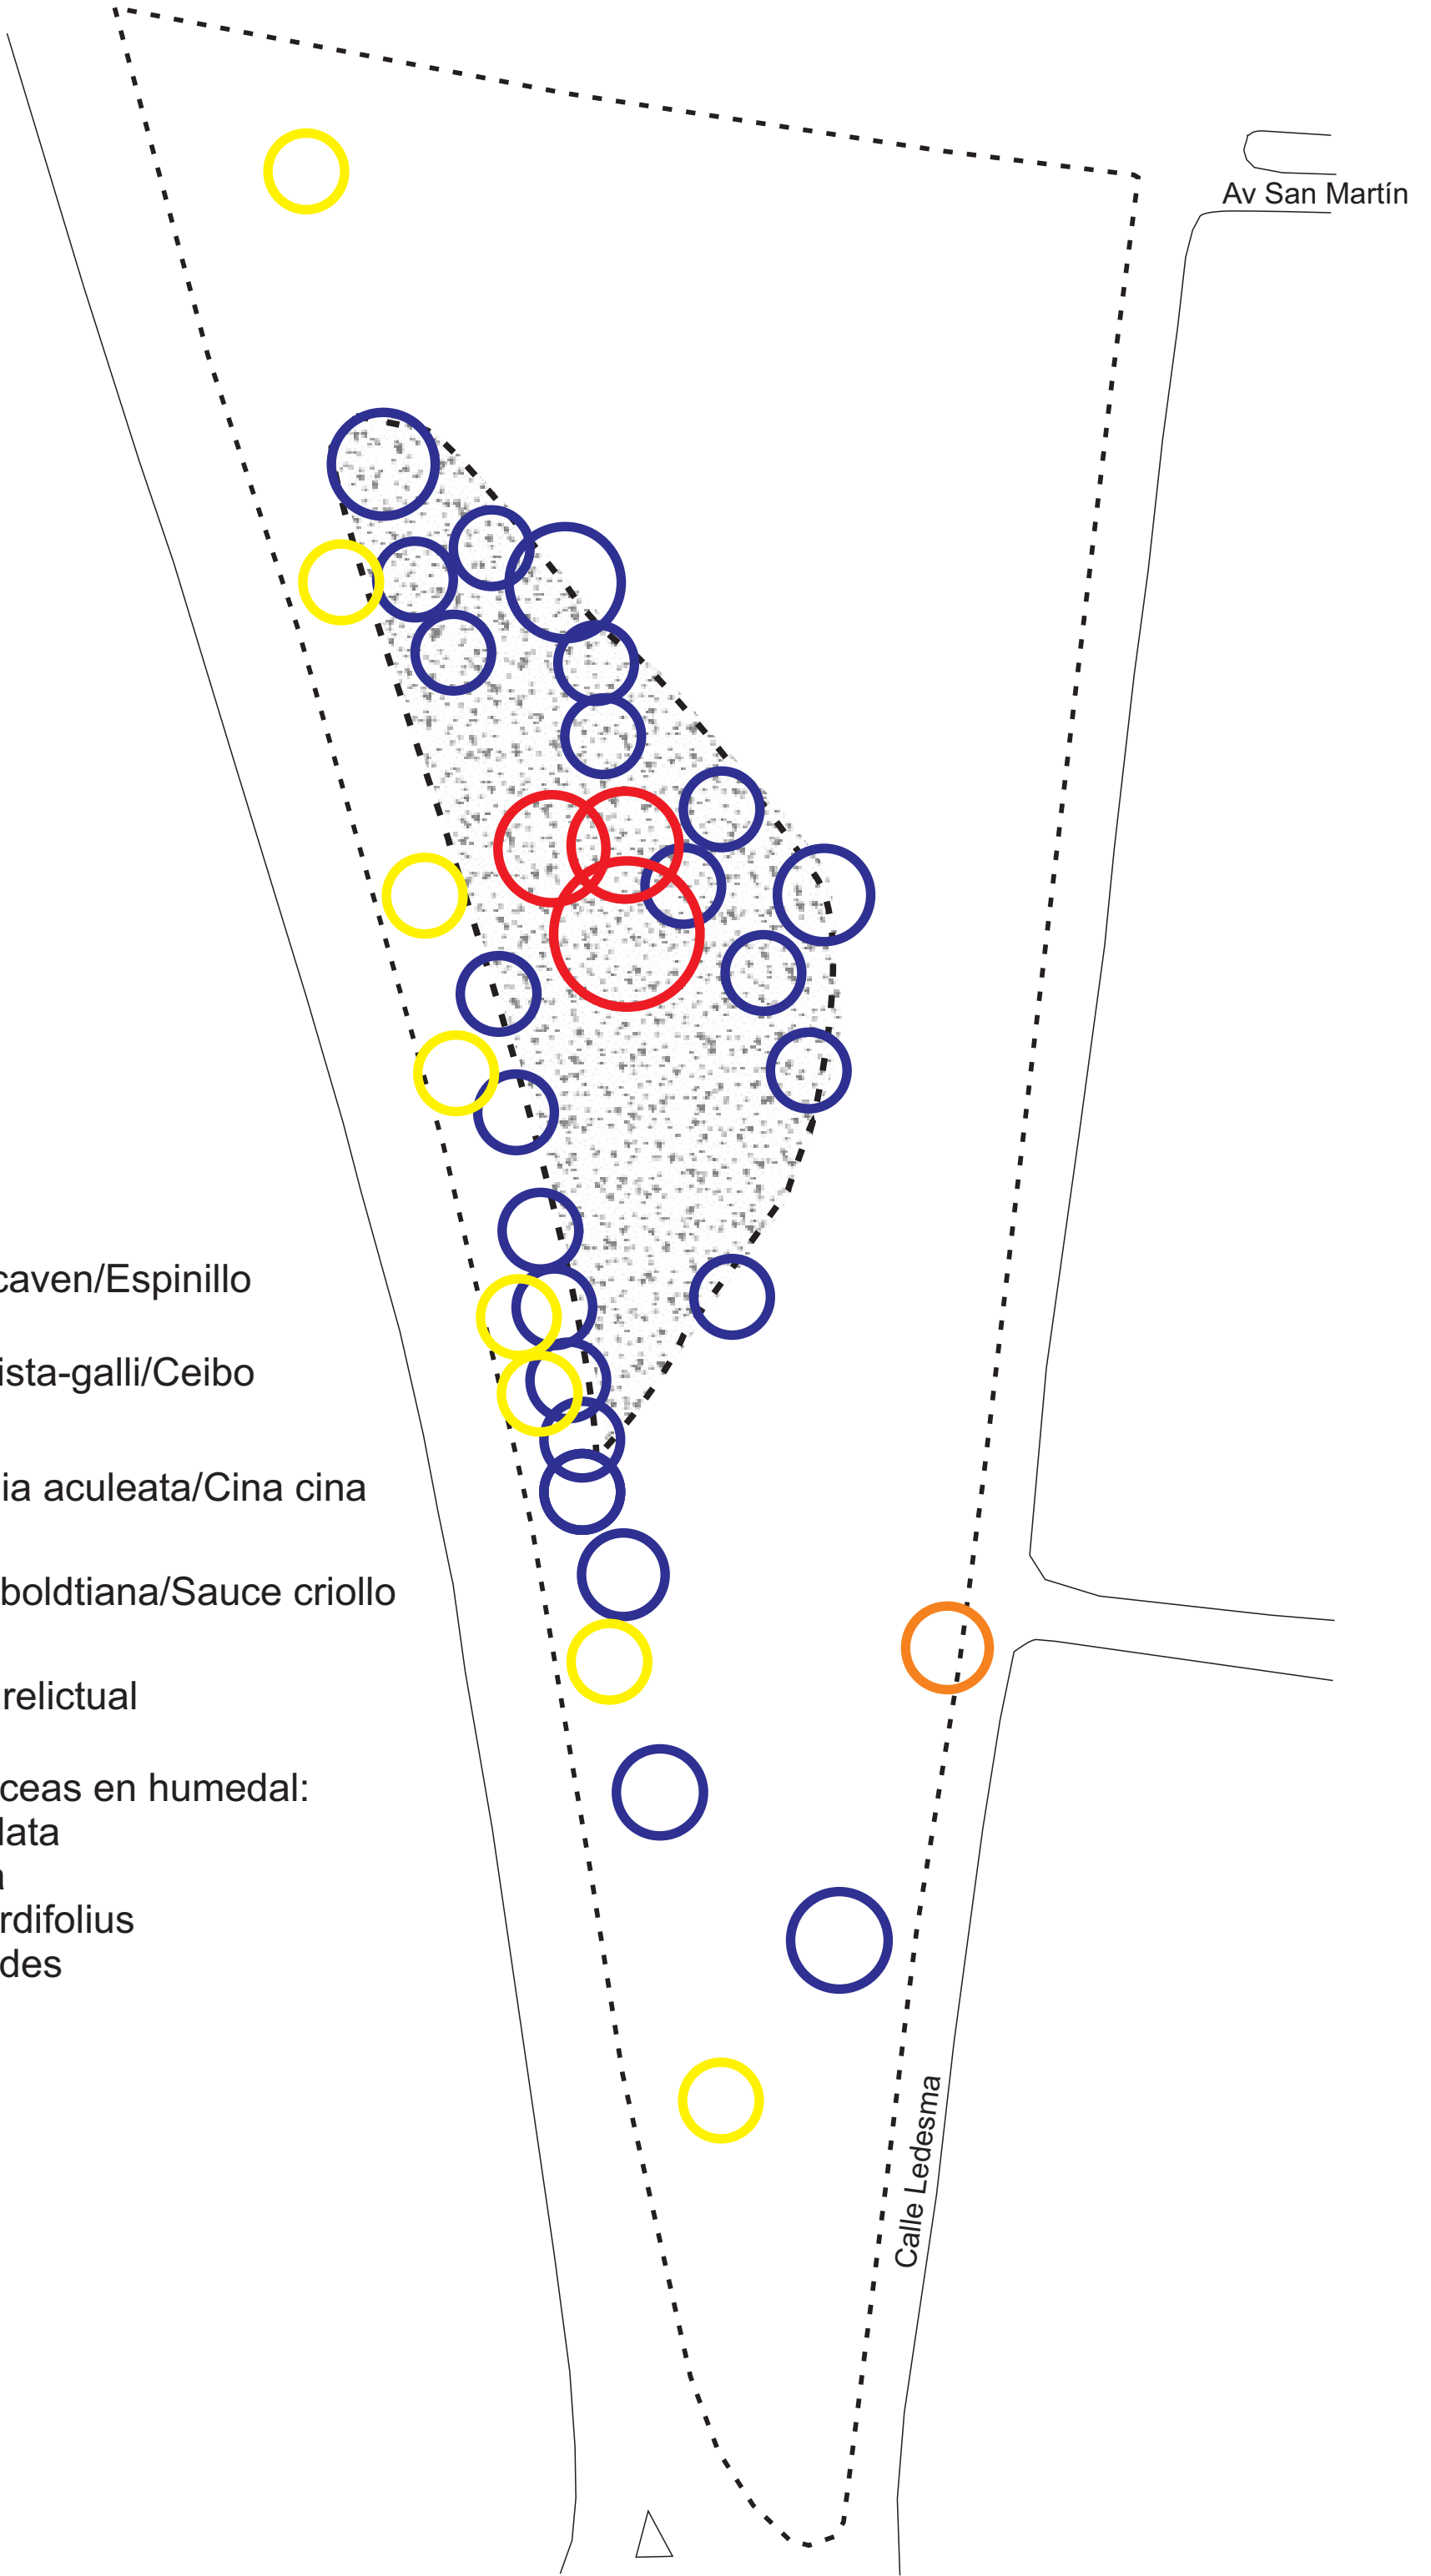 Av San Martín
caven/Espinillo
ista-galli/Ceibo
ia aculeata/Cina cina
boldtiana/Sauce criollo
relictual
ceas en humedal:
lata
a
rdifolius
des
Calle Ledesma